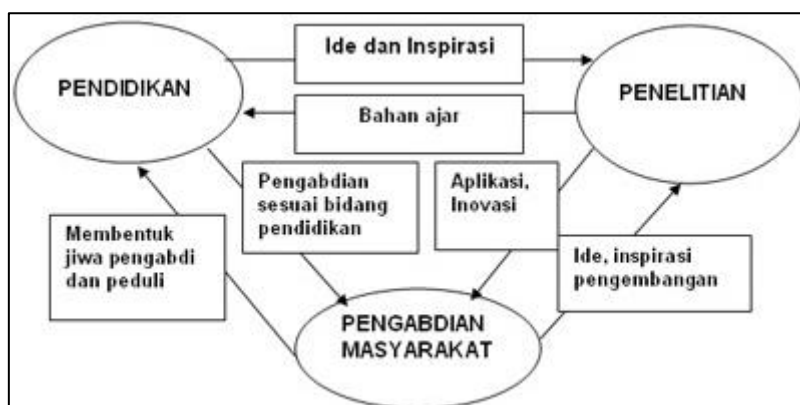 Ide dan Inspirasi
PENDIDIKAN
PENELITIAN
Bahan ajar
Pengabdian
sesuai bidang
pendidikan
Aplikasi,
Inovasi
Membentuk
jiwa pengabdi
dan peduli
Ide, inspirasi
pengembangan
PENGABDIAN
MASYARAKAT